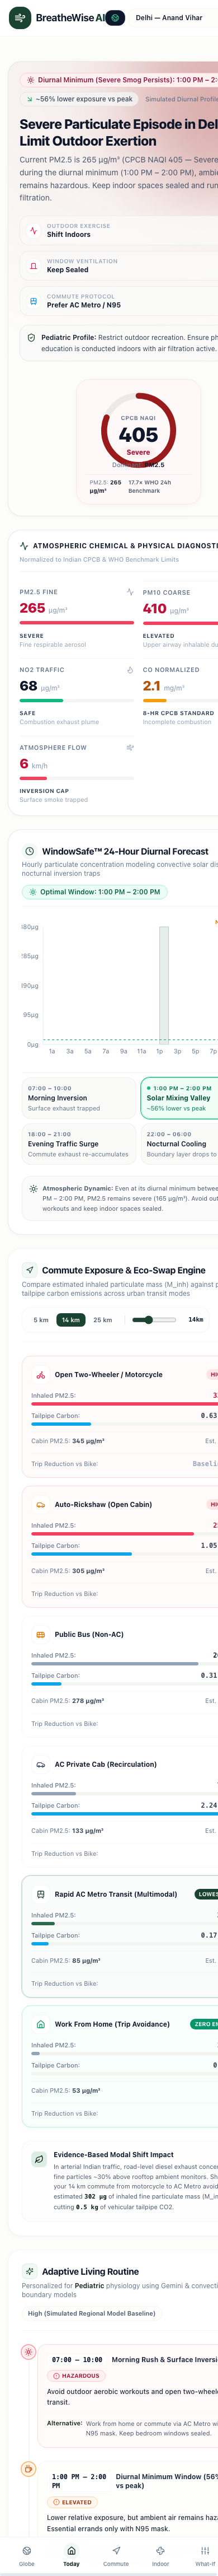 BreatheWise AI
Delhi — Anand Vihar
Diurnal Minimum (Severe Smog Persists): 1:00 PM – 2:
~56% lower exposure vs peak
Simulated Diurnal Profile
Severe Particulate Episode in Del
Limit Outdoor Exertion
Current PM2.5 is 265 µg/m³ (CPCB NAQI 405 — Severe
during the diurnal minimum (1:00 PM – 2:00 PM), ambie
remains hazardous. Keep indoor spaces sealed and run
filtration.
OUTDOOR EXERCISE
Shift Indoors
WINDOW VENTILATION
Keep Sealed
COMMUTE PROTOCOL
Prefer AC Metro / N95
Pediatric Profile: Restrict outdoor recreation. Ensure ph
education is conducted indoors with air filtration active.
CPCB NAQI
405
Severe
PM2.5
PM2.5: 265
µg/m³
17.7× WHO 24h
Benchmark
ATMOSPHERIC CHEMICAL & PHYSICAL DIAGNOSTI
Normalized to Indian CPCB & WHO Benchmark Limits
PM2.5 FINE
265 µg/m³
SEVERE
Fine respirable aerosol
PM10 COARSE
410 µg/m³
ELEVATED
Upper airway inhalable du
NO2 TRAFFIC
68 µg/m³
SAFE
Combustion exhaust plume
CO NORMALIZED
2.1 mg/m³
8-HR CPCB STANDARD
Incomplete combustion
ATMOSPHERE FLOW
6 km/h
INVERSION CAP
Surface smoke trapped
WindowSafe™ 24-Hour Diurnal Forecast
Hourly particulate concentration modeling convective solar dis
nocturnal inversion traps
Optimal Window: 1:00 PM – 2:00 PM
380µg
285µg
190µg
95µg
0µg
1a 3a 5a 7a 9a 11a 1p 3p 5p 7p
07:00 – 10:00
Morning Inversion
Surface exhaust trapped
1:00 PM – 2:00 PM
Solar Mixing Valley
~56% lower vs peak
18:00 – 21:00
Evening Traffic Surge
Commute exhaust re-accumulates
22:00 – 06:00
Nocturnal Cooling
Boundary layer drops to
Atmospheric Dynamic: Even at its diurnal minimum betwee
PM – 2:00 PM, PM2.5 remains severe (165 µg/m³). Avoid out
workouts and keep indoor spaces sealed.
Commute Exposure & Eco-Swap Engine
Compare estimated inhaled particulate mass (M_inh) against p
tailpipe carbon emissions across urban transit modes
5 km
14 km
25 km
14km
Open Two-Wheeler / Motorcycle
Inhaled PM2.5:
Tailpipe Carbon:
0.63
Cabin PM2.5: 345 µg/m³
Est.
Trip Reduction vs Bike:
Baseli
Auto-Rickshaw (Open Cabin)
Inhaled PM2.5:
Tailpipe Carbon:
1.05
Cabin PM2.5: 305 µg/m³
Est.
Trip Reduction vs Bike:
Public Bus (Non-AC)
Inhaled PM2.5:
Tailpipe Carbon:
0.31
Cabin PM2.5: 278 µg/m³
Est.
Trip Reduction vs Bike:
AC Private Cab (Recirculation)
Inhaled PM2.5:
Tailpipe Carbon:
2.24
Cabin PM2.5: 133 µg/m³
Est.
Trip Reduction vs Bike:
Rapid AC Metro Transit (Multimodal)
LOWES
Inhaled PM2.5:
Tailpipe Carbon:
0.17
Cabin PM2.5: 85 µg/m³
Est.
Trip Reduction vs Bike:
Work From Home (Trip Avoidance)
ZERO EM
Inhaled PM2.5:
Tailpipe Carbon:
0
Cabin PM2.5: 53 µg/m³
Est.
Trip Reduction vs Bike:
Evidence-Based Modal Shift Impact
In arterial Indian traffic, road-level diesel exhaust concer
fine particles ~30% above rooftop ambient monitors. Sh
your 14 km commute from motorcycle to AC Metro avoid
estimated 302 µg of inhaled fine particulate mass (M_in
cutting 0.5 kg of vehicular tailpipe CO2.
Adaptive Living Routine
Personalized for Pediatric physiology using Gemini & convecti
boundary models
High (Simulated Regional Model Baseline)
07:00 – 10:00
Morning Rush & Surface Inversi
HAZARDOUS
Avoid outdoor aerobic workouts and open two-wheele
transit.
Alternative:
Work from home or commute via AC Metro wi
N95 mask. Keep bedroom windows sealed.
1:00 PM – 2:00
PM
Diurnal Minimum Window (56%
vs peak)
ELEVATED
Lower relative exposure, but ambient air remains haza
Essential errands only with N95 mask.
Globe
Today
Commute
Indoor
What-If